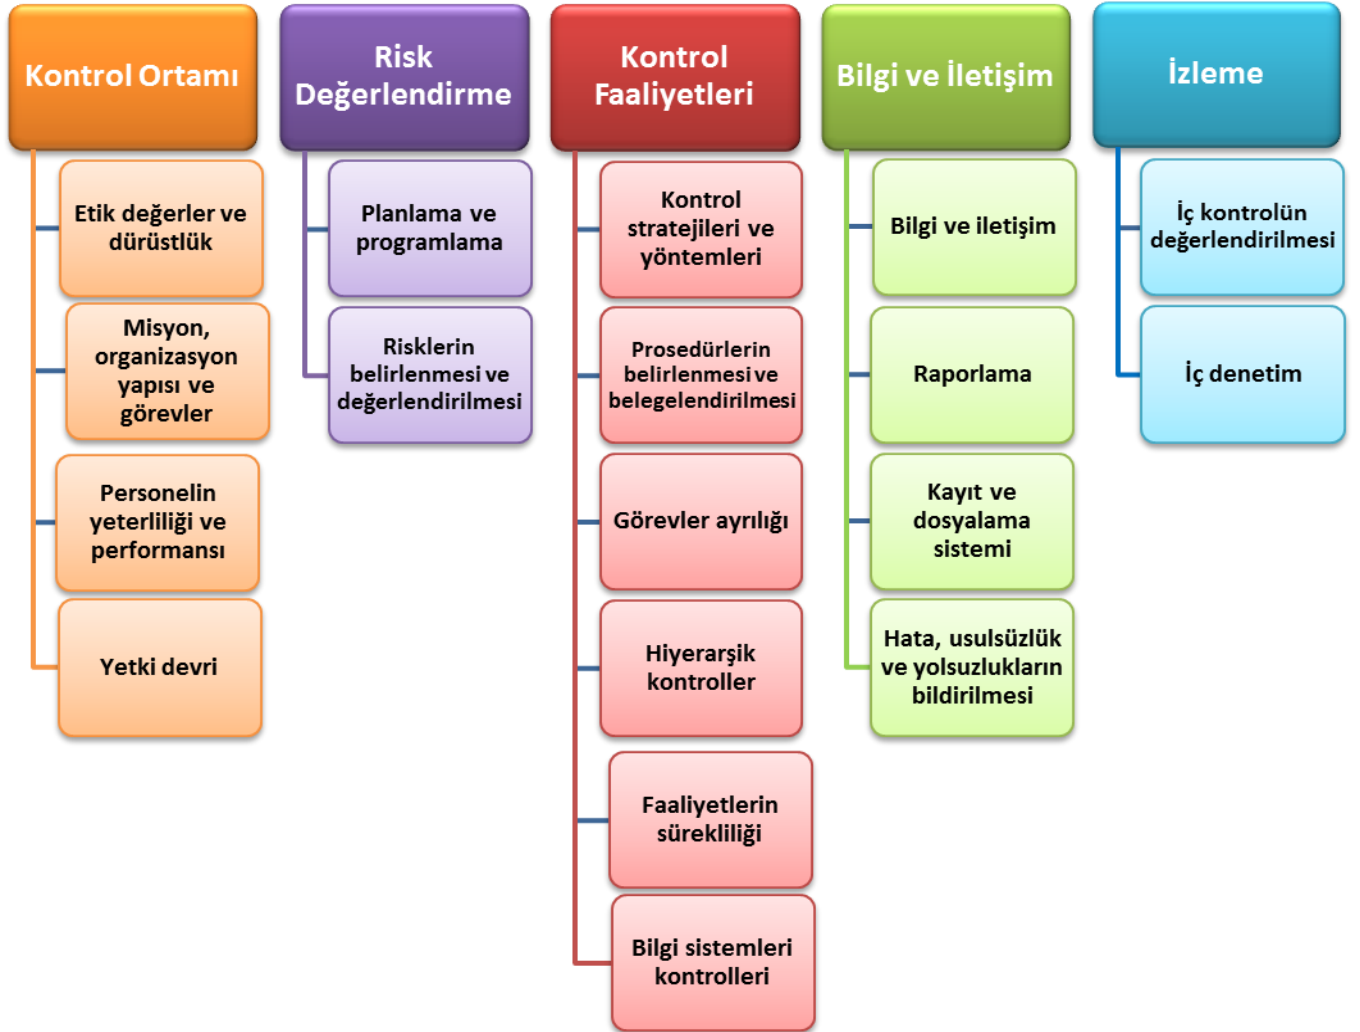 Kontrol Ortamı
Etik değerler ve
dürüstlük
Misyon,
organizasyon
yapısı ve
görevler
Personelin
yeterliliği ve
performansı
Yetki devri
Risk
Değerlendirme
Planlama ve
programlama
Risklerin
belirlenmesi ve
değerlendirilmesi
Kontrol
Faaliyetleri
Kontrol
stratejileri ve
yöntemleri
Prosedürlerin
belirlenmesi ve
belegelendirilmesi
Görevler ayrılığı
Hiyerarşik
kontroller
Faaliyetlerin
sürekliliği
Bilgi sistemleri
kontrolleri
Bilgi ve İletişim
Bilgi ve iletişim
Raporlama
Kayıt ve
dosyalama
sistemi
Hata, usulsüzlük
ve yolsuzlukların
bildirilmesi
İzleme
İç kontrolün
değerlendirilmesi
İç denetim